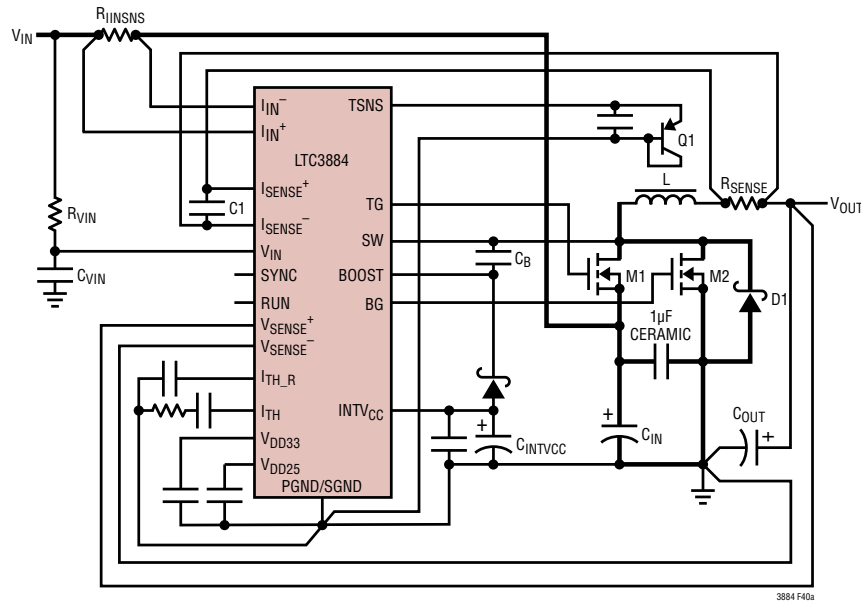 RIINSNS
VIN
IIN–
IIN+
LTC3884
ISENSE+
C1
ISENSE–
RVIN
VIN
CVIN
SYNC
RUN
VSENSE+
VSENSE–
ITH_R
ITH
VDD33
VDD25
PGND/SGND
TSNS
TG
SW
BOOST
BG
INTVCC
Q1
L
RSENSE
VOUT
CB
M1
M2
D1
1µF
CERAMIC
COUT
+
+
CIN
+
CINTVCC
3884 F40a